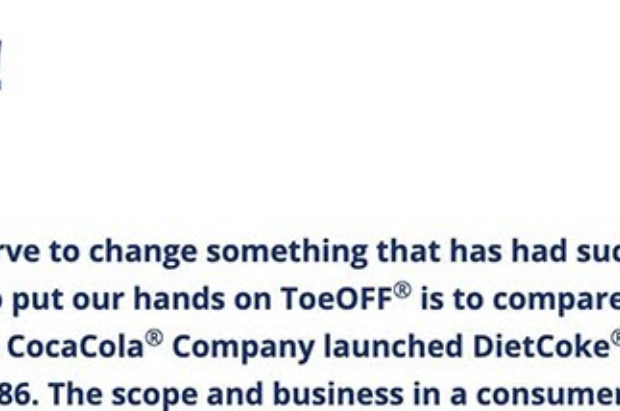 !
rve to change something that has had suc
put our hands on ToeOFF® is to compare
CocaCola® Company launched DietCoke®
86. The scope and business in a consumer